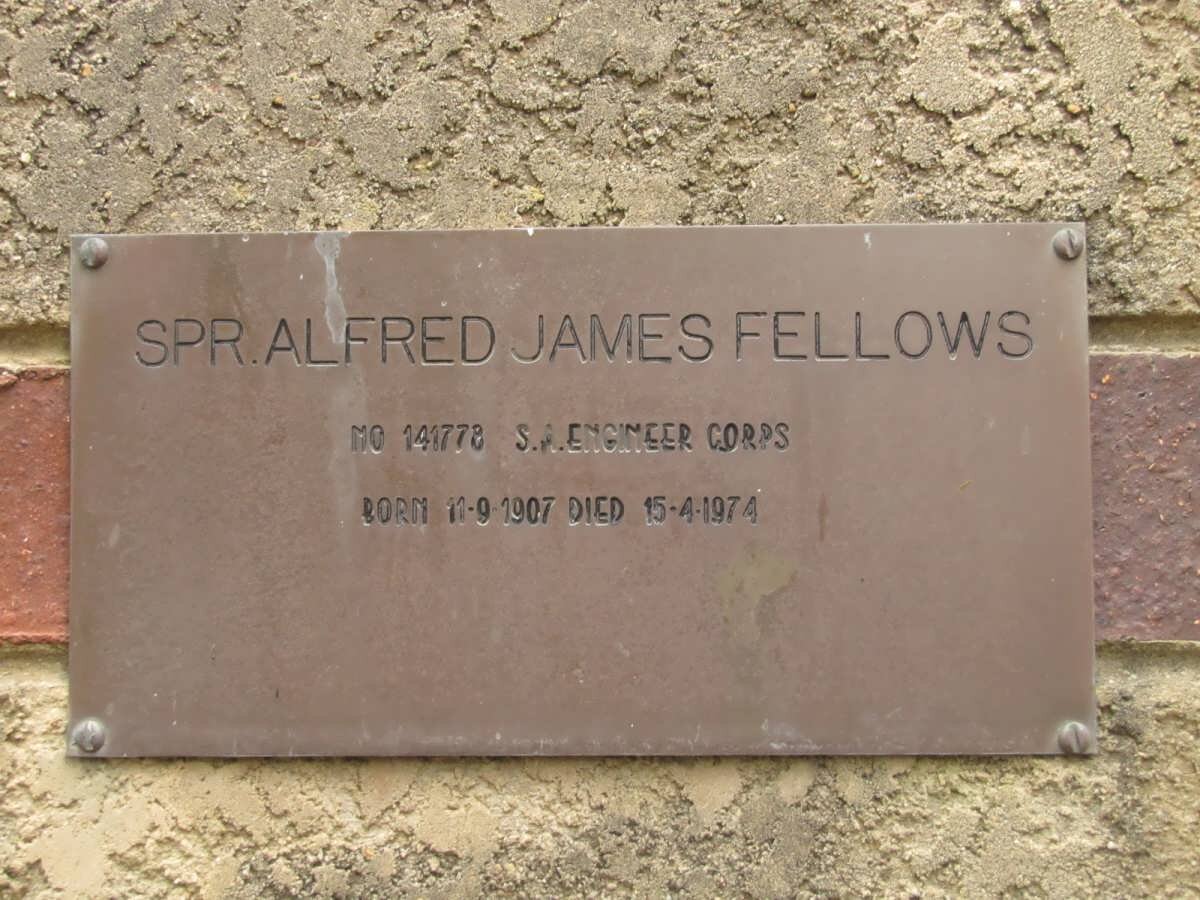 SPR. ALFRED JAMES FELLOWS
NO 141778 S.A. ENGINEER CORPS
BORN 11-9-1907 DIED 15-4-1974